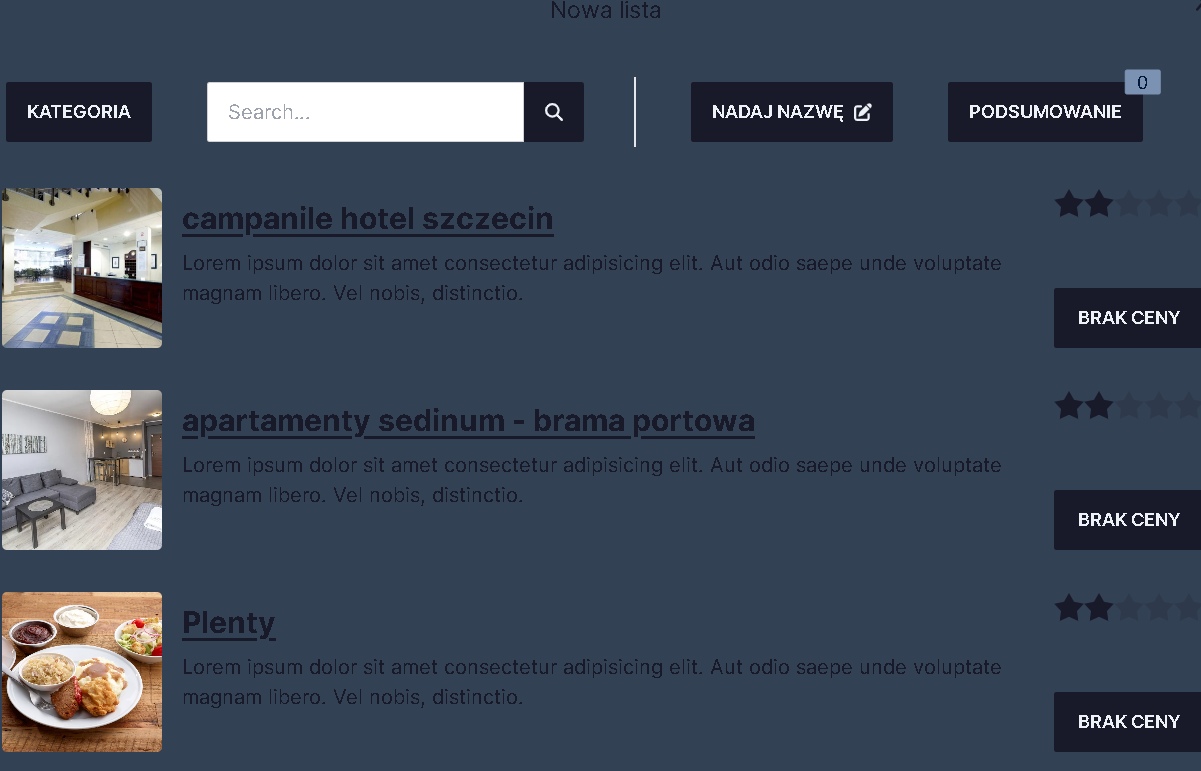 Nowa lista
0
KATEGORIA
Search...
NADAJ NAZWĘ
PODSUMOWANIE
campanile hotel szczecin
Lorem ipsum dolor sit amet consectetur adipisicing elit. Aut odio saepe unde voluptate
magnam libero. Vel nobis, distinctio.
BRAK CENY
apartamenty sedinum - brama portowa
Lorem ipsum dolor sit amet consectetur adipisicing elit. Aut odio saepe unde voluptate
magnam libero. Vel nobis, distinctio.
BRAK CENY
Plenty
Lorem ipsum dolor sit amet consectetur adipisicing elit. Aut odio saepe unde voluptate
magnam libero. Vel nobis, distinctio.
BRAK CENY